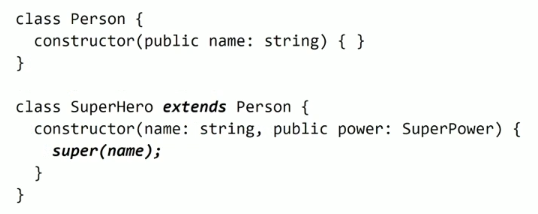 class Person {
  constructor(public name: string) { }
}

class SuperHero extends Person {
  constructor(name: string, public power: SuperPower) {
    super(name);
  }
}